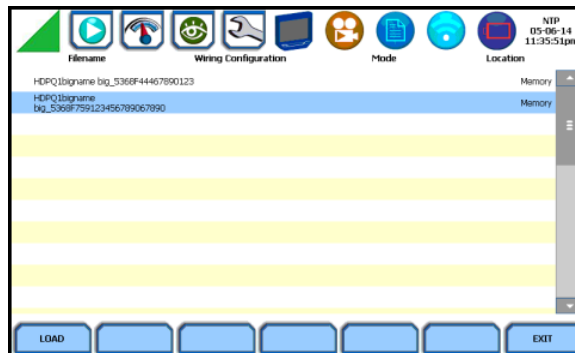 NTP
05-06-14
11:35:51pm
Filename Wiring Configuration Mode Location
HDPQ1bigname big_5368F44467890123 Memory
HDPQ1bigname
big_5368F759123456789067890 Memory
LOAD EXIT